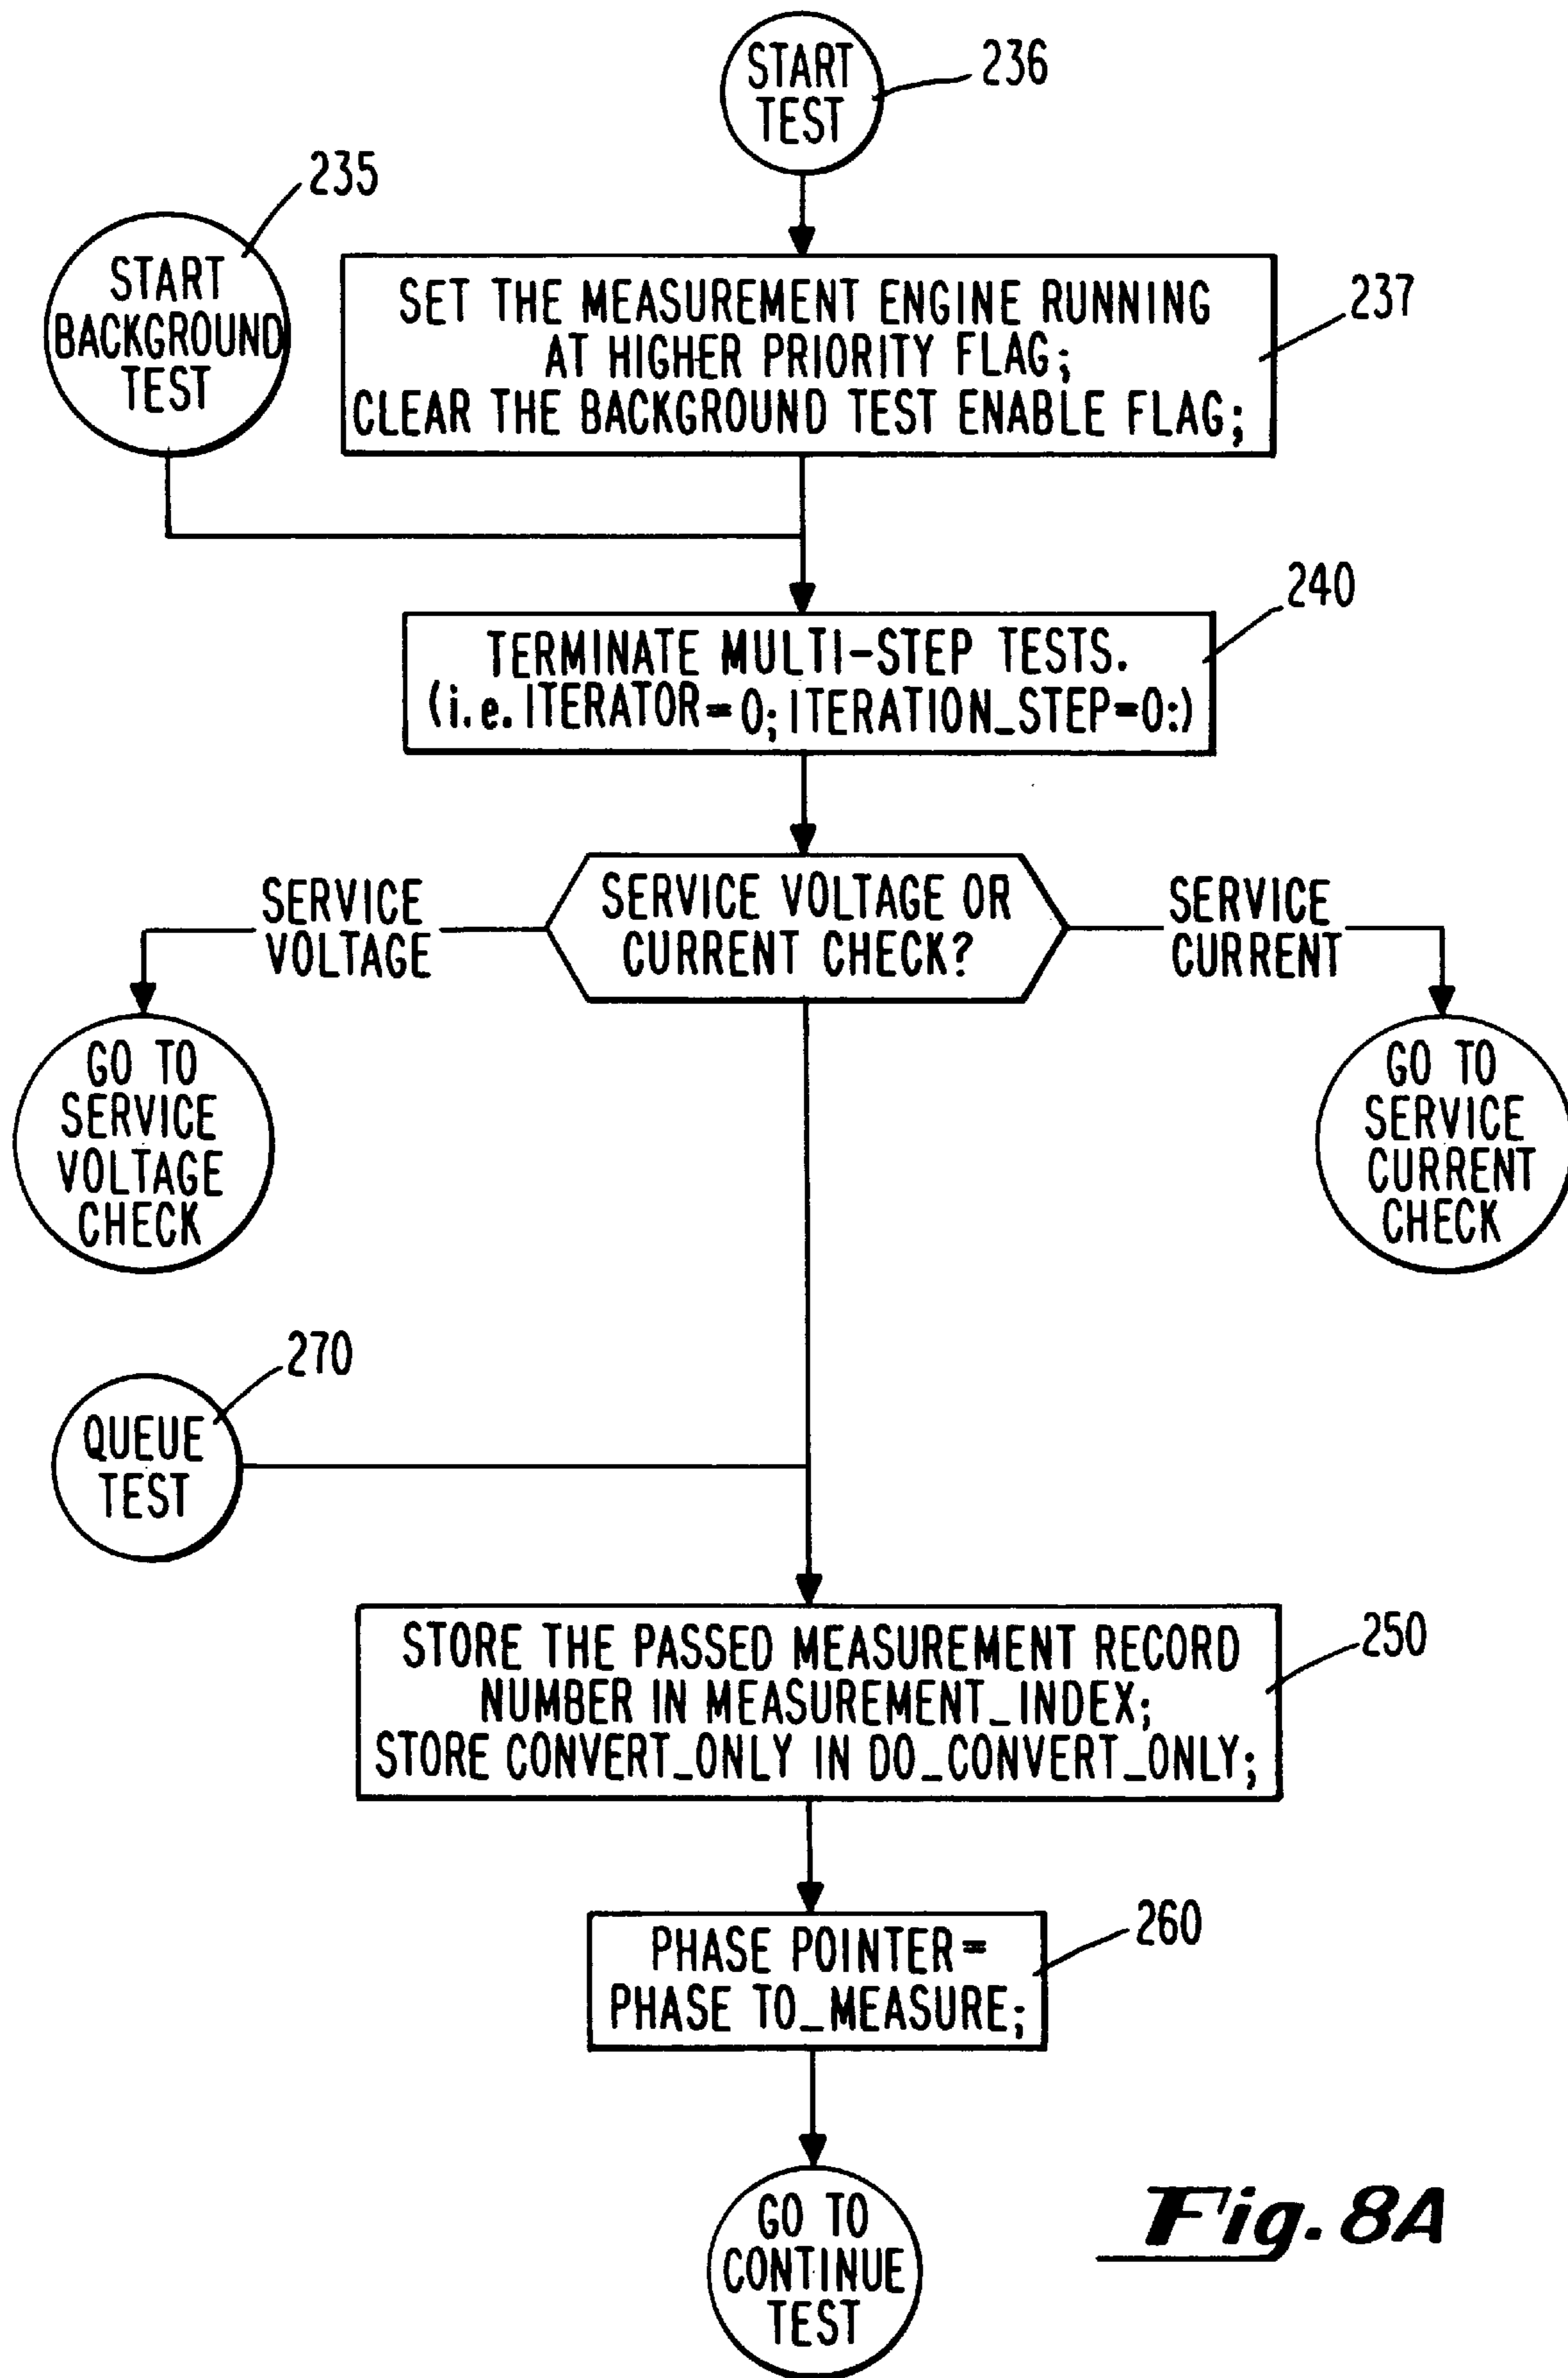 START
TEST
236
235
START
BACKGROUND
TEST
SET THE MEASUREMENT ENGINE RUNNING
AT HIGHER PRIORITY FLAG;
CLEAR THE BACKGROUND TEST ENABLE FLAG;
237
240
TERMINATE MULTI-STEP TESTS.
(i.e. ITERATOR=0; ITERATION_STEP=0:)
SERVICE
VOLTAGE
SERVICE VOLTAGE OR
CURRENT CHECK?
SERVICE
CURRENT
GO TO
SERVICE
VOLTAGE
CHECK
GO TO
SERVICE
CURRENT
CHECK
270
QUEUE
TEST
STORE THE PASSED MEASUREMENT RECORD
NUMBER IN MEASUREMENT_INDEX;
STORE CONVERT_ONLY IN DO_CONVERT_ONLY;
250
PHASE POINTER=
PHASE TO_MEASURE;
260
GO TO
CONTINUE
TEST
Fig. 8A